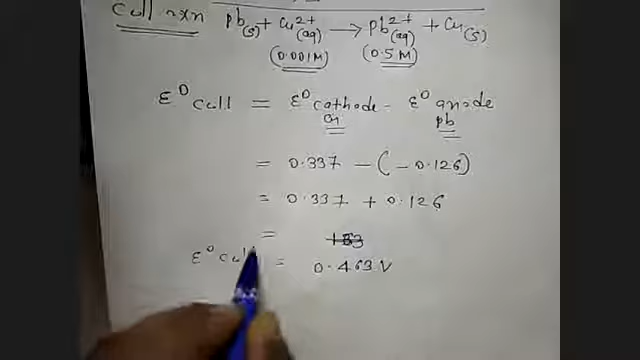 Cell rxn Pb(s) + Cu²⁺(aq) ⟶ Pb²⁺(aq) + Cu(s)
(0.001M) (0.5M)
E⁰cell = E⁰cathode - E⁰anode
Cu Pb
= 0.337 - (-0.126)
= 0.337 + 0.126
=
E⁰cell = 0.463 V